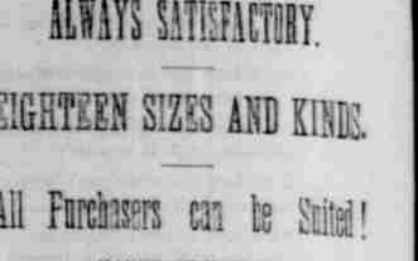 ALWAYS SATISFACTORY.
EIGHTEEN SIZES AND KINDS.
All Purchasers can be Suited!